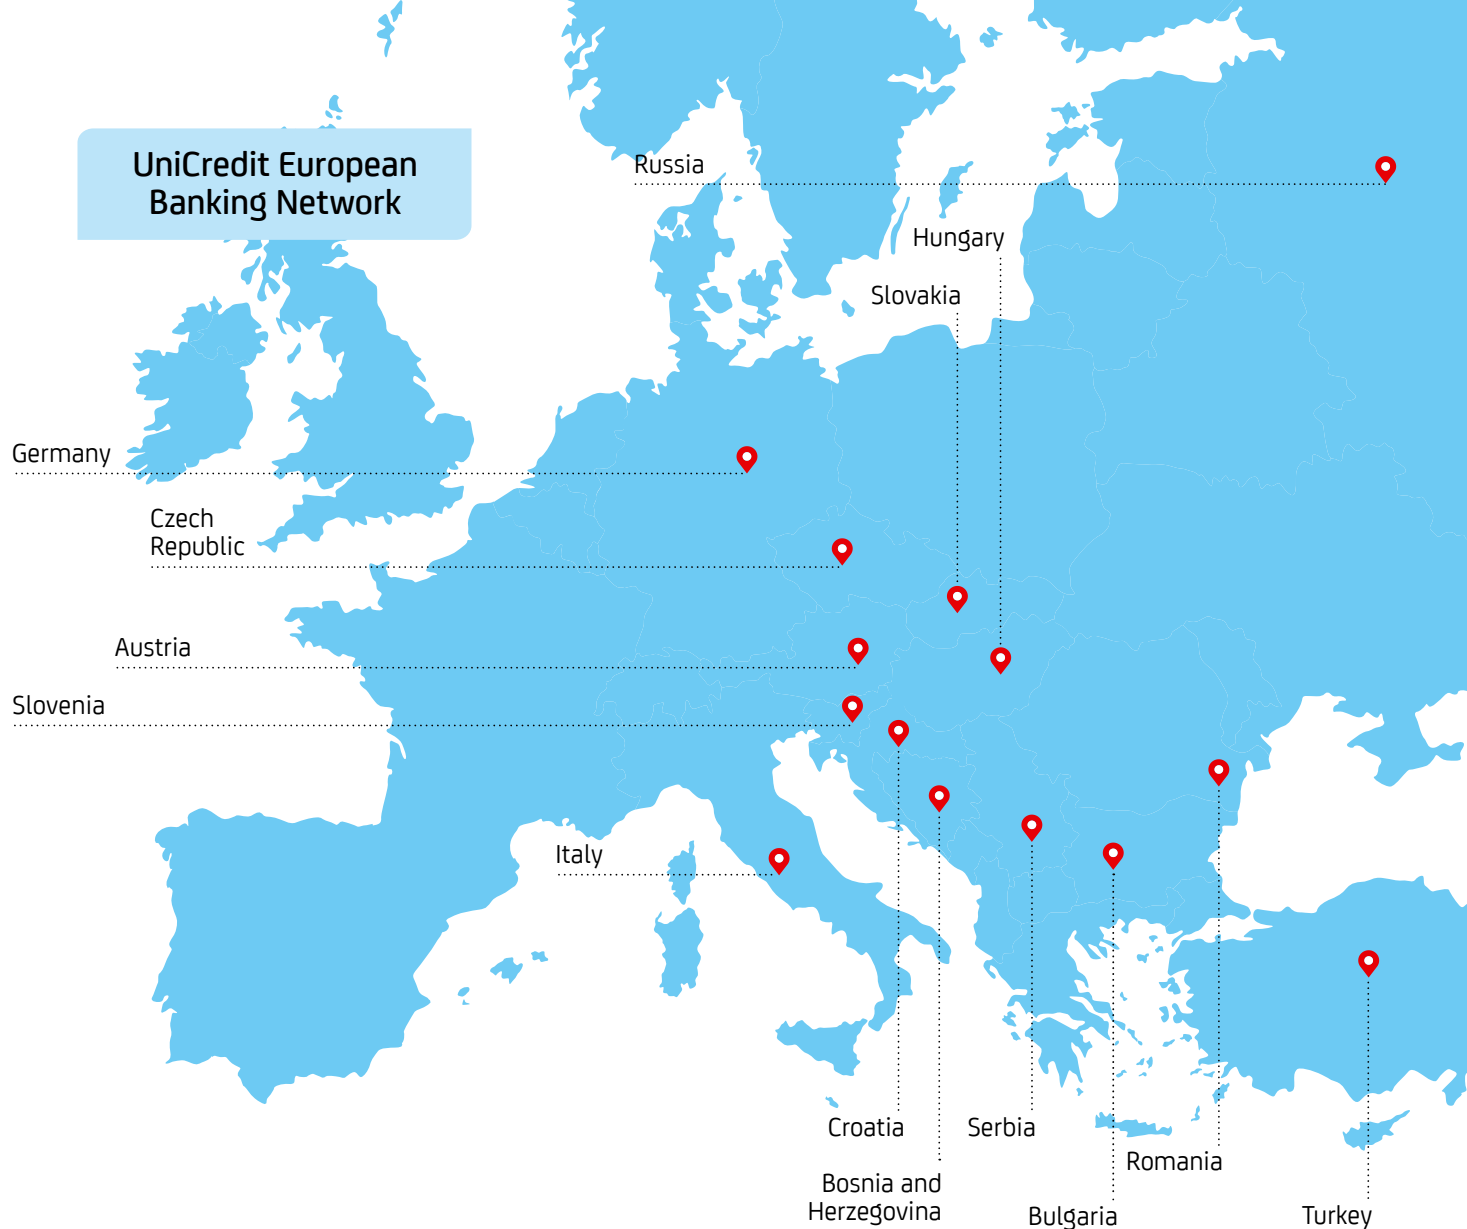 UniCredit European
Banking Network
Russia
Hungary
Slovakia
Germany
Czech
Republic
Austria
Slovenia
Italy
Croatia
Serbia
Romania
Bosnia and
Herzegovina
Bulgaria
Turkey